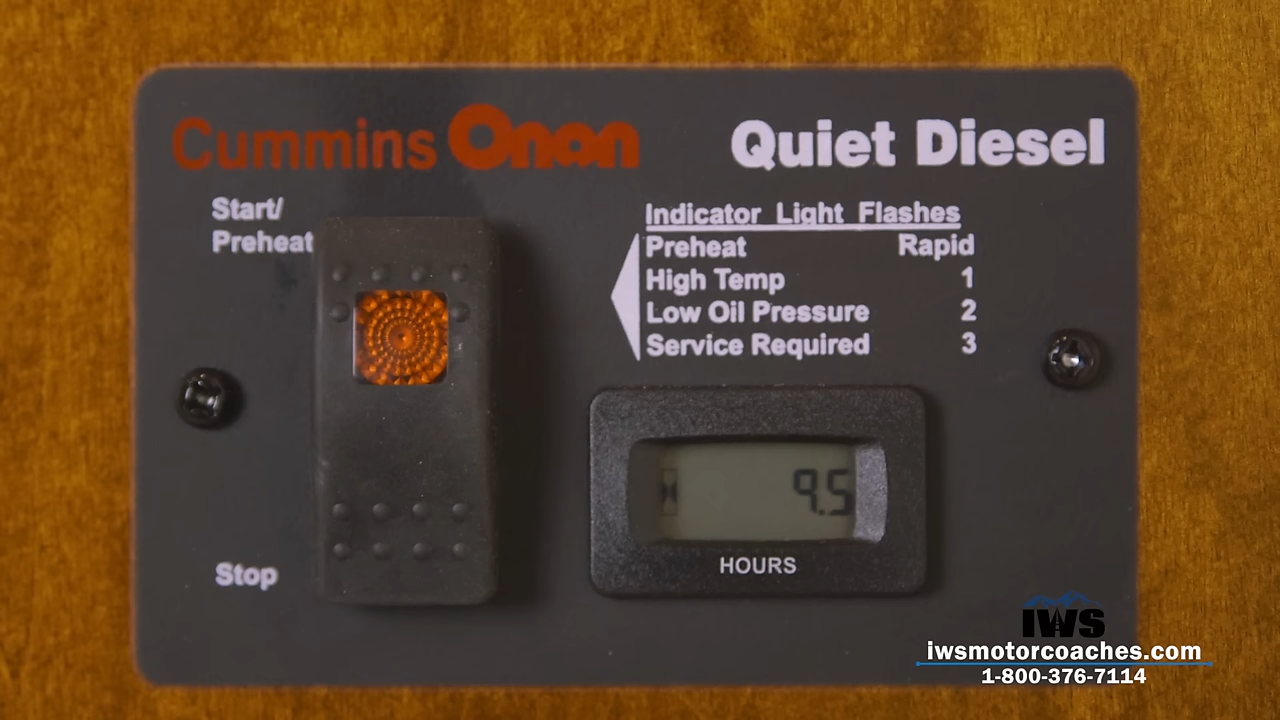 Cummins Onan
Quiet Diesel
Start/
Preheat
Indicator Light Flashes
Preheat Rapid
High Temp 1
Low Oil Pressure 2
Service Required 3
9.5
HOURS
Stop
IWS
iwsmotorcoaches.com
1-800-376-7114